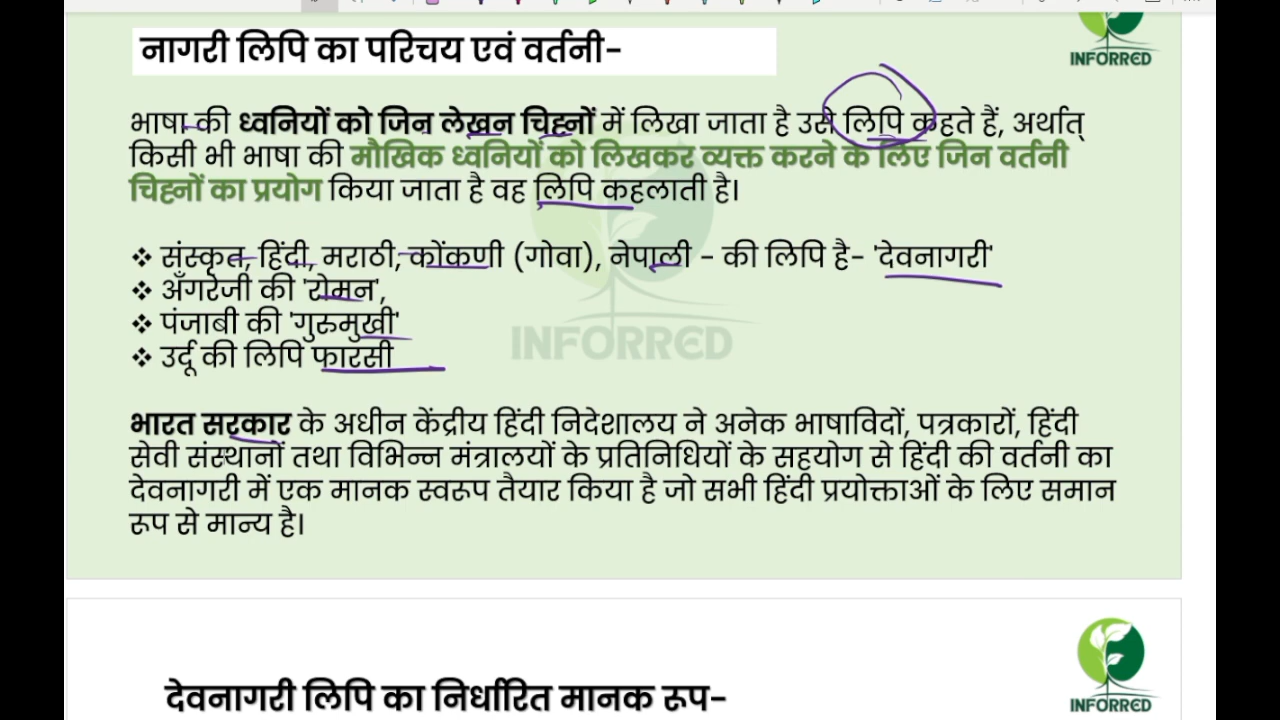 INFORRED
नागरी लिपि का परिचय एवं वर्तनी-
भाषा की ध्वनियों को जिन लेखन चिह्नों में लिखा जाता है उसे लिपि कहते हैं, अर्थात्
किसी भी भाषा की मौखिक ध्वनियों को लिखकर व्यक्त करने के लिए जिन वर्तनी
चिह्नों का प्रयोग किया जाता है वह लिपि कहलाती है।
❖ संस्कृत, हिंदी, मराठी, कोंकणी (गोवा), नेपाली - की लिपि है- 'देवनागरी'
❖ अँगरेजी की 'रोमन',
❖ पंजाबी की 'गुरुमुखी'
❖ उर्दू की लिपि फारसी
INFORRED
भारत सरकार के अधीन केंद्रीय हिंदी निदेशालय ने अनेक भाषाविदों, पत्रकारों, हिंदी
सेवी संस्थानों तथा विभिन्न मंत्रालयों के प्रतिनिधियों के सहयोग से हिंदी की वर्तनी का
देवनागरी में एक मानक स्वरूप तैयार किया है जो सभी हिंदी प्रयोक्ताओं के लिए समान
रूप से मान्य है।
देवनागरी लिपि का निर्धारित मानक रूप-
INFORRED